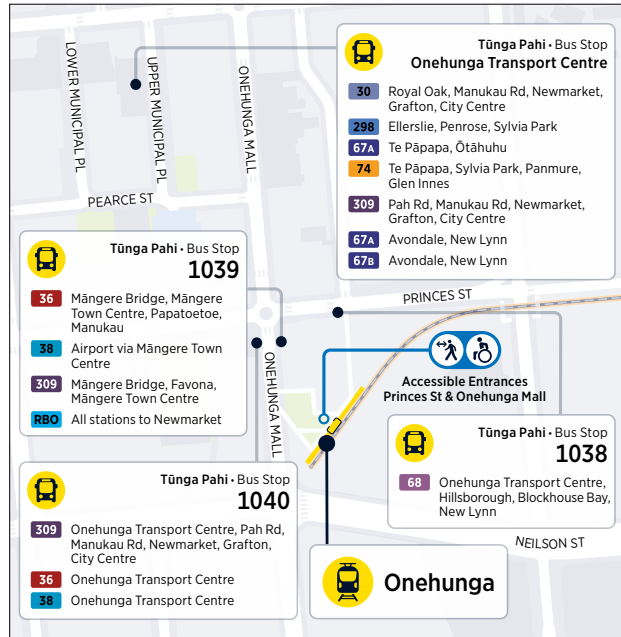 LOWER MUNICIPAL PL
UPPER MUNICIPAL PL
ONEHUNGA MALL
Tūnga Pahi • Bus Stop
Onehunga Transport Centre
30 Royal Oak, Manukau Rd, Newmarket,
Grafton, City Centre
298 Ellerslie, Penrose, Sylvia Park
67A Te Pāpapa, Ōtāhuhu
74 Te Pāpapa, Sylvia Park, Panmure,
Glen Innes
309 Pah Rd, Manukau Rd, Newmarket,
Grafton, City Centre
67A Avondale, New Lynn
67B Avondale, New Lynn
PEARCE ST
Tūnga Pahi • Bus Stop
1039
36 Māngere Bridge, Māngere
Town Centre, Papatoetoe,
Manukau
38 Airport via Māngere Town
Centre
309 Māngere Bridge, Favona,
Māngere Town Centre
RBO All stations to Newmarket
PRINCES ST
ONEHUNGA MALL
Accessible Entrances
Princes St & Onehunga Mall
Tūnga Pahi • Bus Stop
1038
68 Onehunga Transport Centre,
Hillsborough, Blockhouse Bay,
New Lynn
Tūnga Pahi • Bus Stop
1040
309 Onehunga Transport Centre, Pah Rd,
Manukau Rd, Newmarket, Grafton,
City Centre
36 Onehunga Transport Centre
38 Onehunga Transport Centre
NEILSON ST
Onehunga